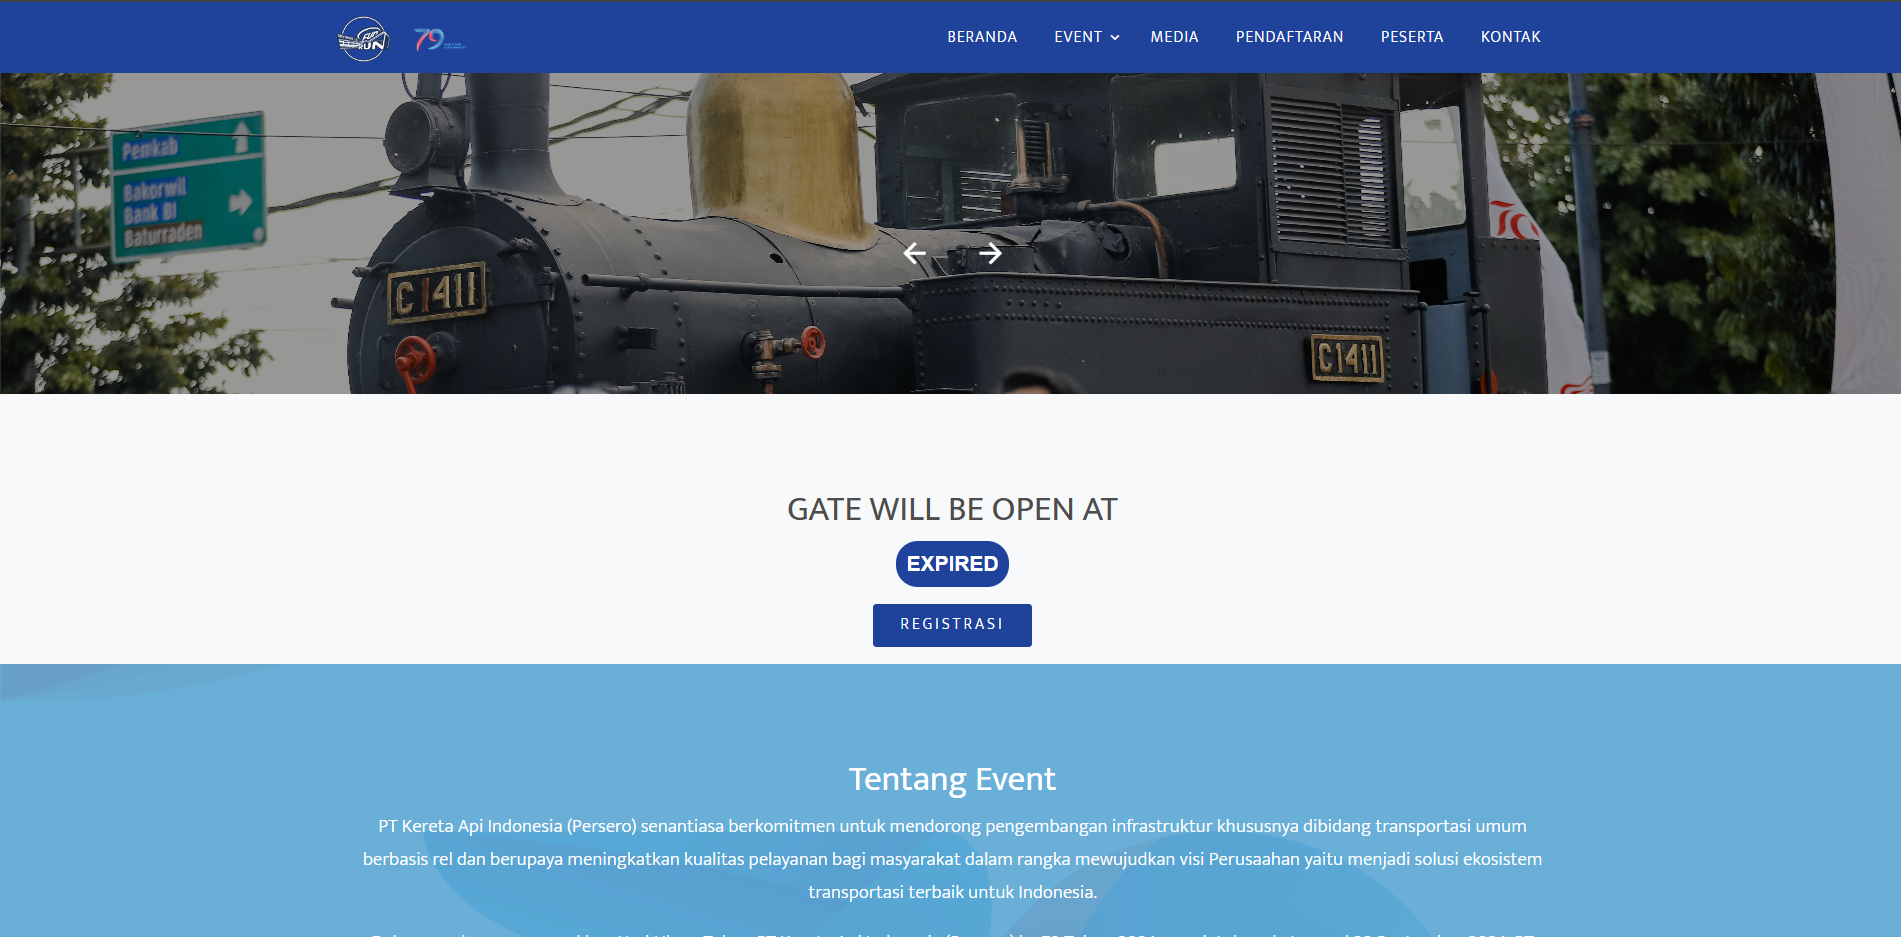 FUN
RUN
79
BERANDA
EVENT
MEDIA
PENDAFTARAN
PESERTA
KONTAK
Pemkab
Bakorwil
Bank BI
Baturraden
C1411
C1411
GATE WILL BE OPEN AT
EXPIRED
REGISTRASI
Tentang Event
PT Kereta Api Indonesia (Persero) senantiasa berkomitmen untuk mendorong pengembangan infrastruktur khususnya dibidang transportasi umum
berbasis rel dan berupaya meningkatkan kualitas pelayanan bagi masyarakat dalam rangka mewujudkan visi Perusaahan yaitu menjadi solusi ekosistem
transportasi terbaik untuk Indonesia.